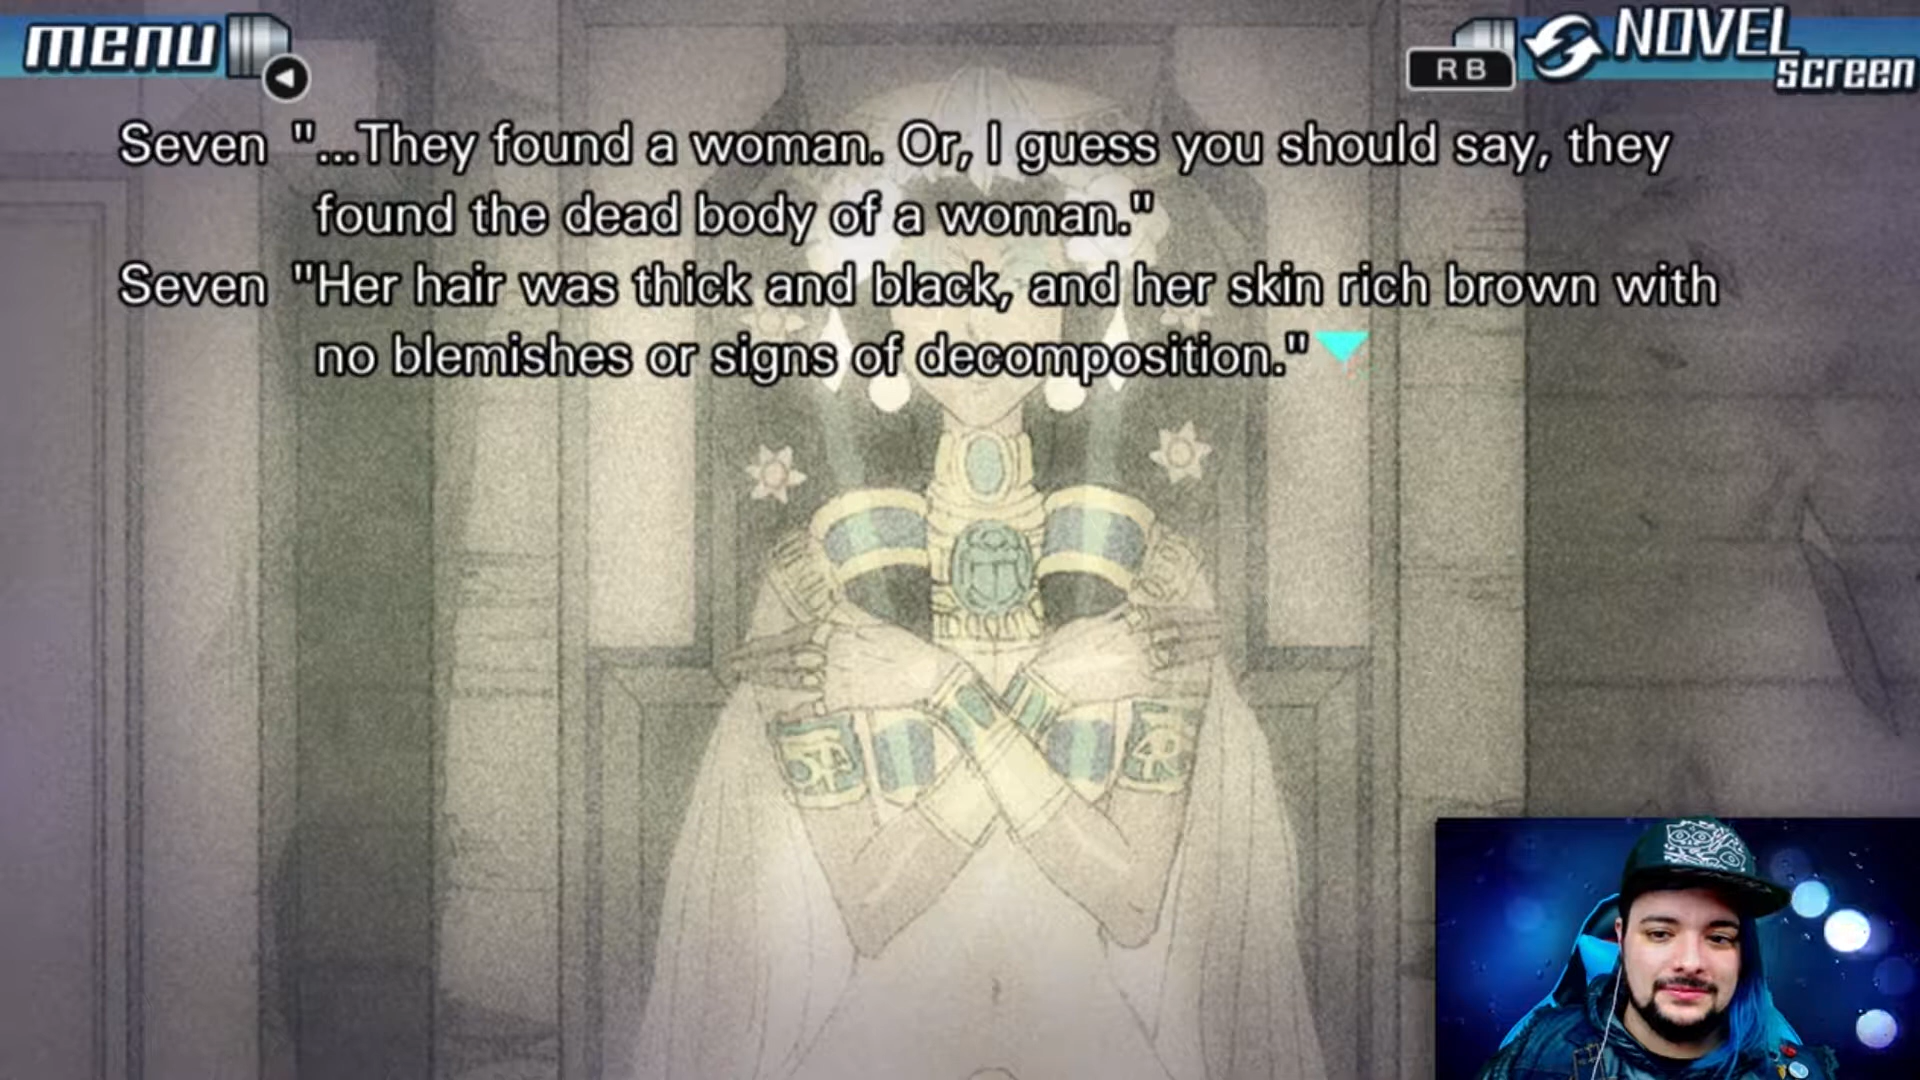 menu
RB
NOVEL
screen
Seven "...They found a woman. Or, I guess you should say, they
found the dead body of a woman."
Seven "Her hair was thick and black, and her skin rich brown with
no blemishes or signs of decomposition."